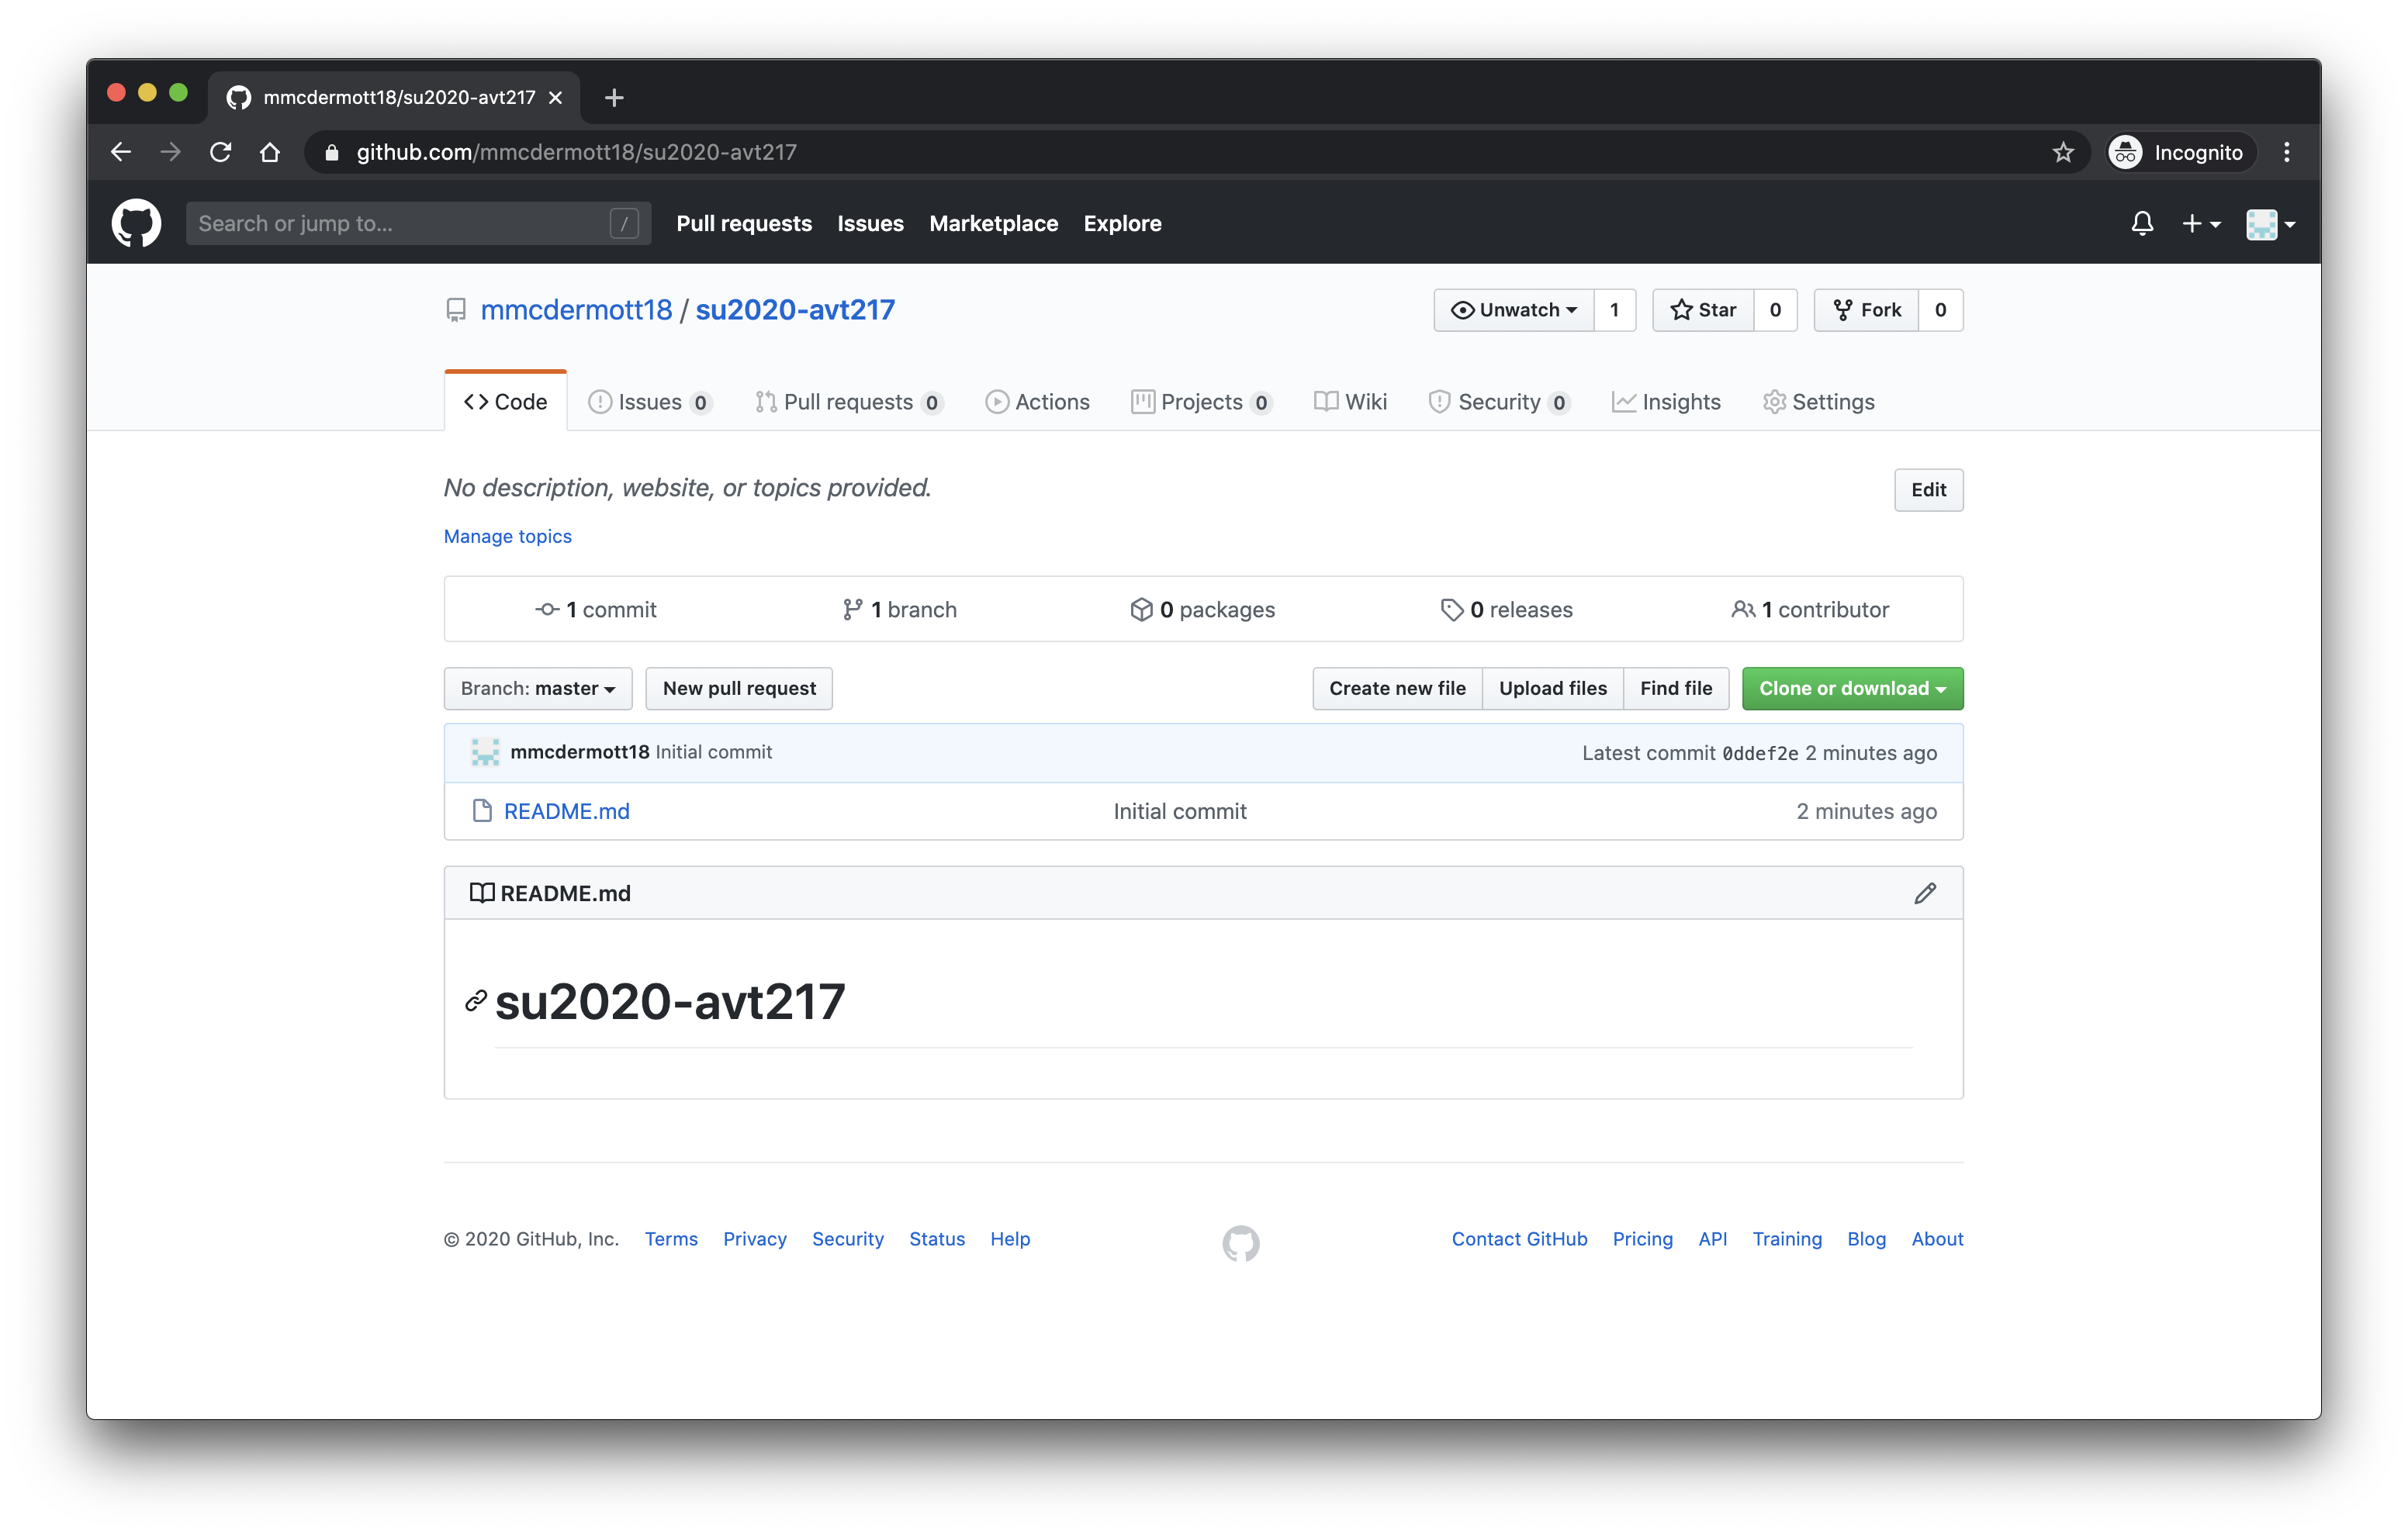 mmcdermott18/su2020-avt217
github.com/mmcdermott18/su2020-avt217
Incognito
Search or jump to... /
Pull requests Issues Marketplace Explore
mmcdermott18 / su2020-avt217
Unwatch 1 Star 0 Fork 0
Code Issues 0 Pull requests 0 Actions Projects 0 Wiki Security 0 Insights Settings
No description, website, or topics provided.
Edit
Manage topics
1 commit 1 branch 0 packages 0 releases 1 contributor
Branch: master New pull request Create new file Upload files Find file Clone or download
mmcdermott18 Initial commit Latest commit 0ddef2e 2 minutes ago
README.md Initial commit 2 minutes ago
README.md
su2020-avt217
© 2020 GitHub, Inc. Terms Privacy Security Status Help Contact GitHub Pricing API Training Blog About